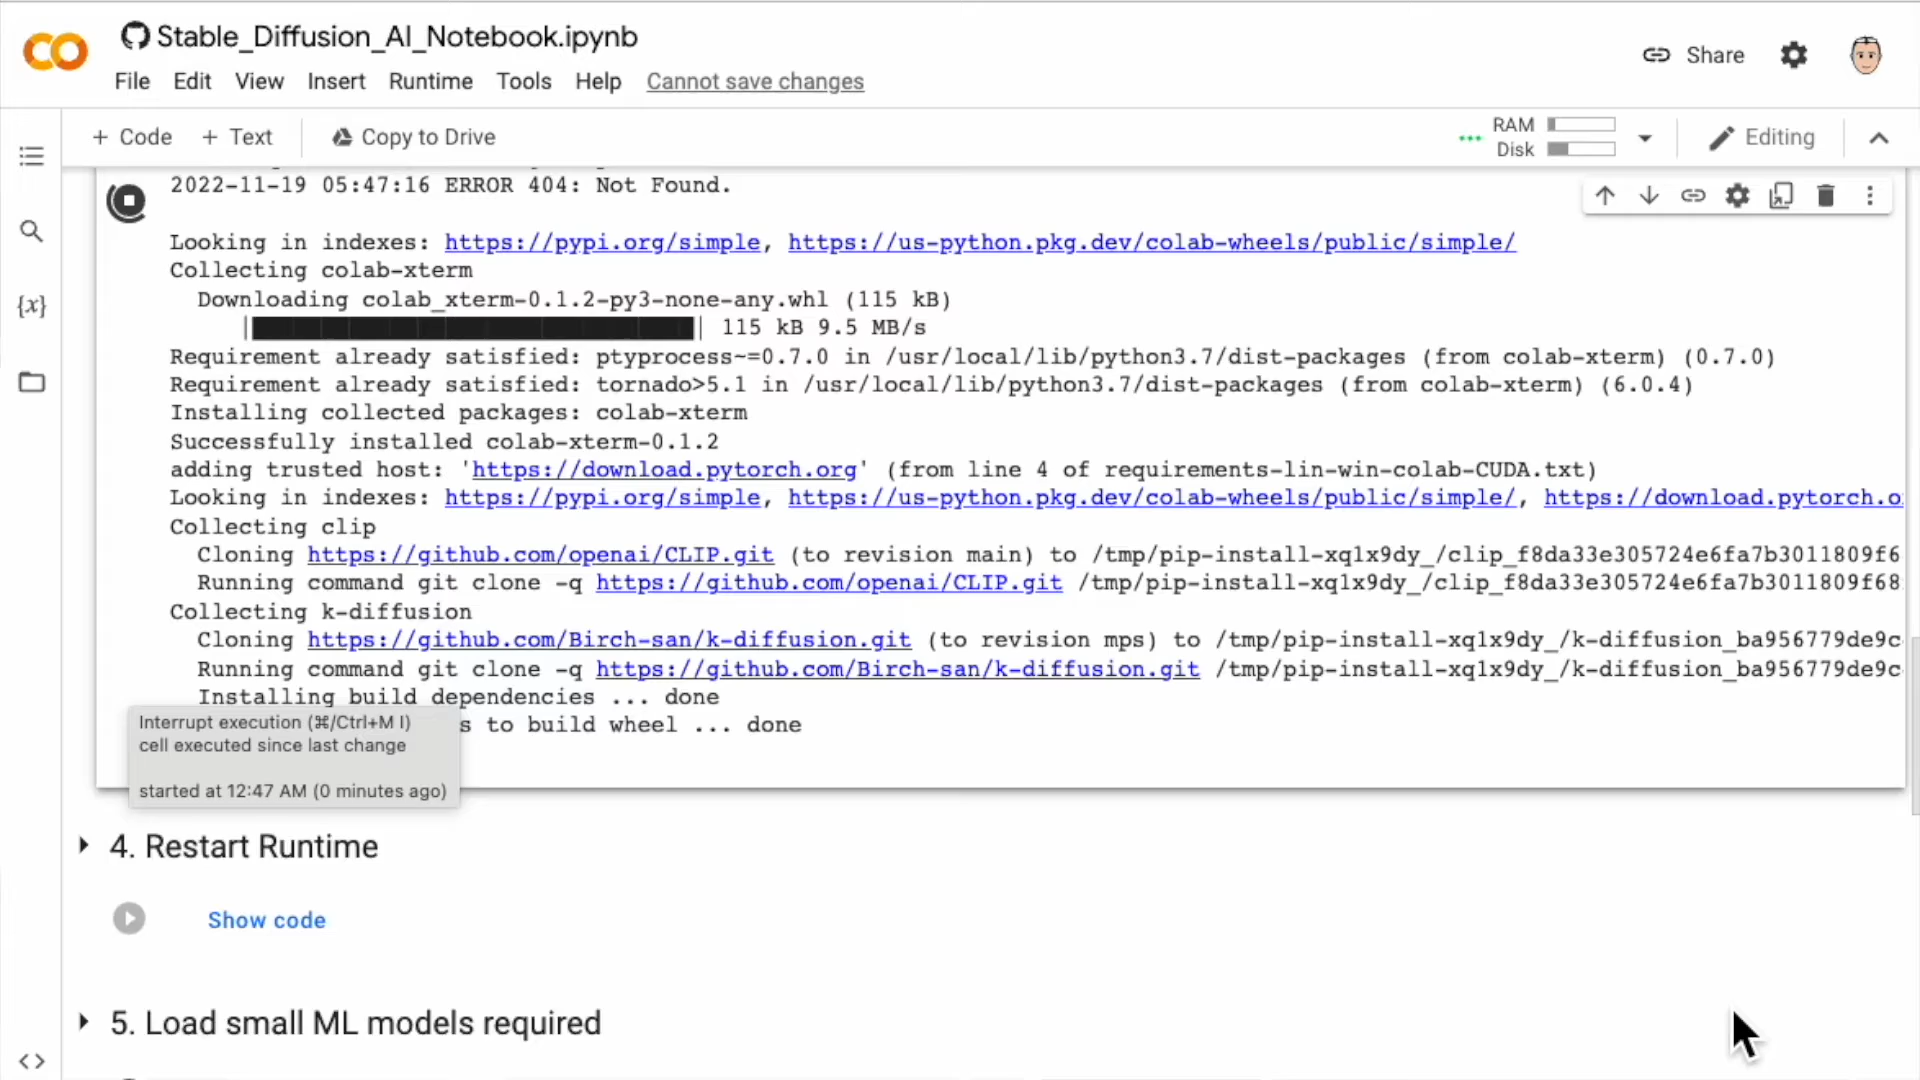 Stable_Diffusion_AI_Notebook.ipynb
File Edit View Insert Runtime Tools Help Cannot save changes
Share
+ Code + Text Copy to Drive
RAM
Disk
Editing
2022-11-19 05:47:16 ERROR 404: Not Found.
Looking in indexes: https://pypi.org/simple, https://us-python.pkg.dev/colab-wheels/public/simple/
Collecting colab-xterm
Downloading colab_xterm-0.1.2-py3-none-any.whl (115 kB)
115 kB 9.5 MB/s
Requirement already satisfied: ptyprocess~=0.7.0 in /usr/local/lib/python3.7/dist-packages (from colab-xterm) (0.7.0)
Requirement already satisfied: tornado>5.1 in /usr/local/lib/python3.7/dist-packages (from colab-xterm) (6.0.4)
Installing collected packages: colab-xterm
Successfully installed colab-xterm-0.1.2
adding trusted host: 'https://download.pytorch.org' (from line 4 of requirements-lin-win-colab-CUDA.txt)
Looking in indexes: https://pypi.org/simple, https://us-python.pkg.dev/colab-wheels/public/simple/, https://download.pytorch.o
Collecting clip
Cloning https://github.com/openai/CLIP.git (to revision main) to /tmp/pip-install-xq1x9dy_/clip_f8da33e305724e6fa7b3011809f6
Running command git clone -q https://github.com/openai/CLIP.git /tmp/pip-install-xq1x9dy_/clip_f8da33e305724e6fa7b3011809f68
Collecting k-diffusion
Cloning https://github.com/Birch-san/k-diffusion.git (to revision mps) to /tmp/pip-install-xq1x9dy_/k-diffusion_ba956779de9c
Running command git clone -q https://github.com/Birch-san/k-diffusion.git /tmp/pip-install-xq1x9dy_/k-diffusion_ba956779de9c
Installing build dependencies ... done
s to build wheel ... done
Interrupt execution (⌘/Ctrl+M I)
cell executed since last change
started at 12:47 AM (0 minutes ago)
4. Restart Runtime
Show code
5. Load small ML models required